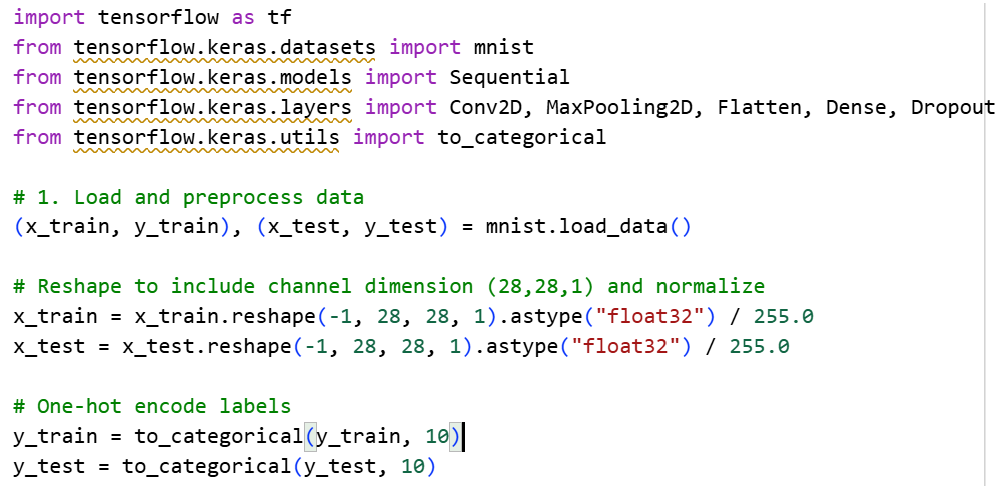 import tensorflow as tf
from tensorflow.keras.datasets import mnist
from tensorflow.keras.models import Sequential
from tensorflow.keras.layers import Conv2D, MaxPooling2D, Flatten, Dense, Dropout
from tensorflow.keras.utils import to_categorical
# 1. Load and preprocess data
(x_train, y_train), (x_test, y_test) = mnist.load_data()
# Reshape to include channel dimension (28,28,1) and normalize
x_train = x_train.reshape(-1, 28, 28, 1).astype("float32") / 255.0
x_test = x_test.reshape(-1, 28, 28, 1).astype("float32") / 255.0
# One-hot encode labels
y_train = to_categorical(y_train, 10)
y_test = to_categorical(y_test, 10)